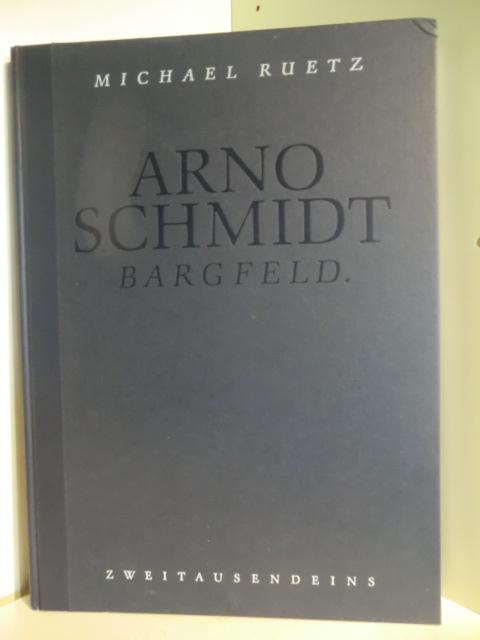 MICHAEL RUETZ
ARNO
SCHMIDT
BARGFELD.
ZWEITAUSENDEINS